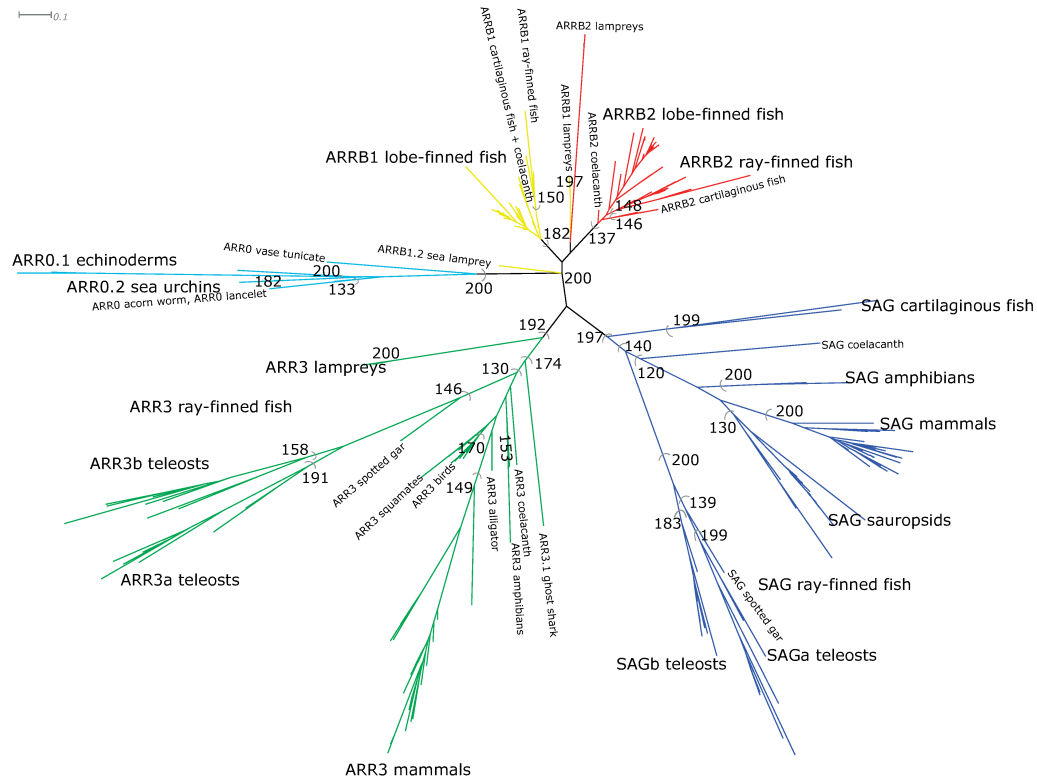 0.1
ARRB1 cartilaginous fish + coelacanth
ARRB1 ray-finned fish
ARRB2 lampreys
ARRB1 lampreys
ARRB2 coelacanth
ARRB2 lobe-finned fish
ARRB1 lobe-finned fish
ARRB2 ray-finned fish
ARRB2 cartilaginous fish
197
150
148
146
182
137
ARR0 vase tunicate
ARRB1.2 sea lamprey
ARR0.1 echinoderms
200
182
ARR0.2 sea urchins
133
200
200
ARR0 acorn worm, ARR0 lancelet
SAG cartilaginous fish
199
192
197
140
SAG coelacanth
200
ARR3 lampreys
130
174
120
200
SAG amphibians
146
ARR3 ray-finned fish
200
130
SAG mammals
158
170
153
ARR3b teleosts
191
ARR3 spotted gar
ARR3 squamates
ARR3 birds
149
ARR3 alligator
ARR3 coelacanth
ARR3 amphibians
ARR3.1 ghost shark
200
139
183
199
SAG sauropsids
ARR3a teleosts
SAG ray-finned fish
SAG spotted gar
SAGb teleosts
SAGa teleosts
ARR3 mammals